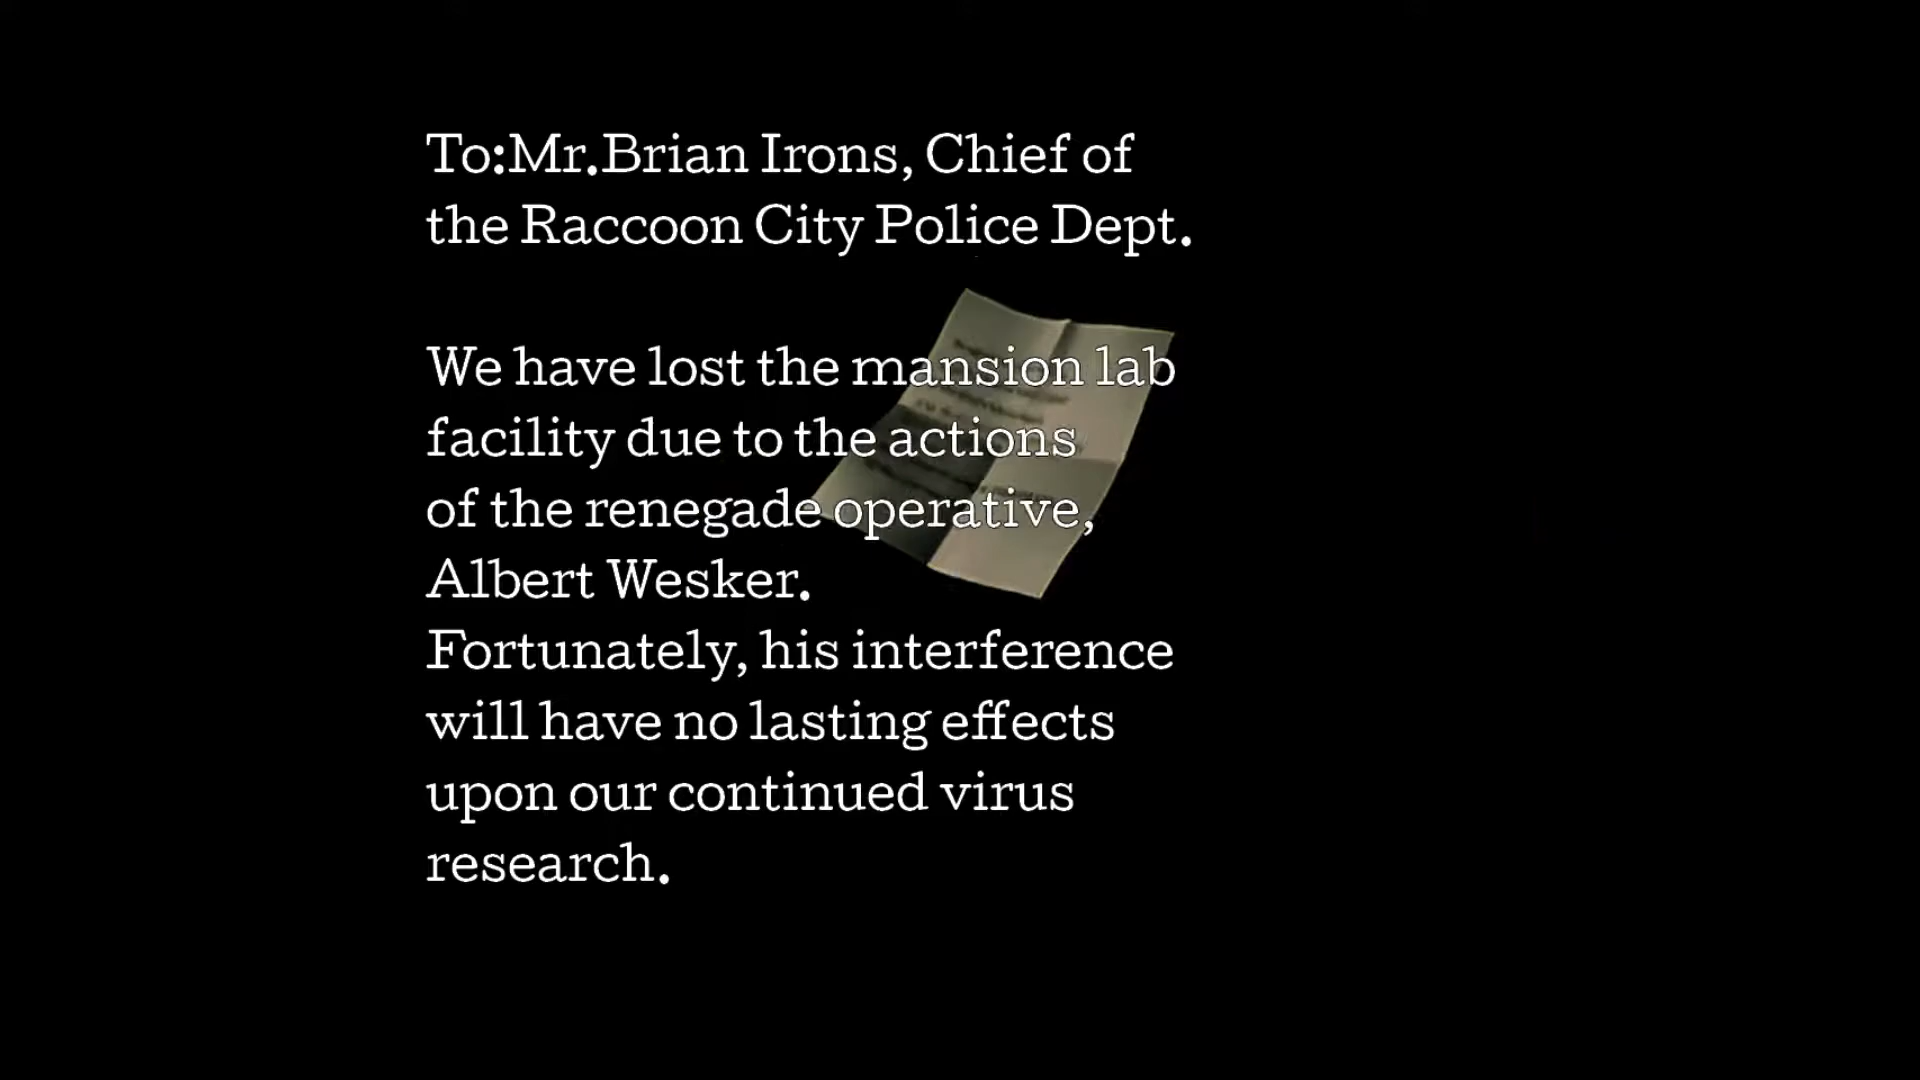 To:Mr.Brian Irons, Chief of
the Raccoon City Police Dept.
We have lost the mansion lab
facility due to the actions
of the renegade operative,
Albert Wesker.
Fortunately, his interference
will have no lasting effects
upon our continued virus
research.